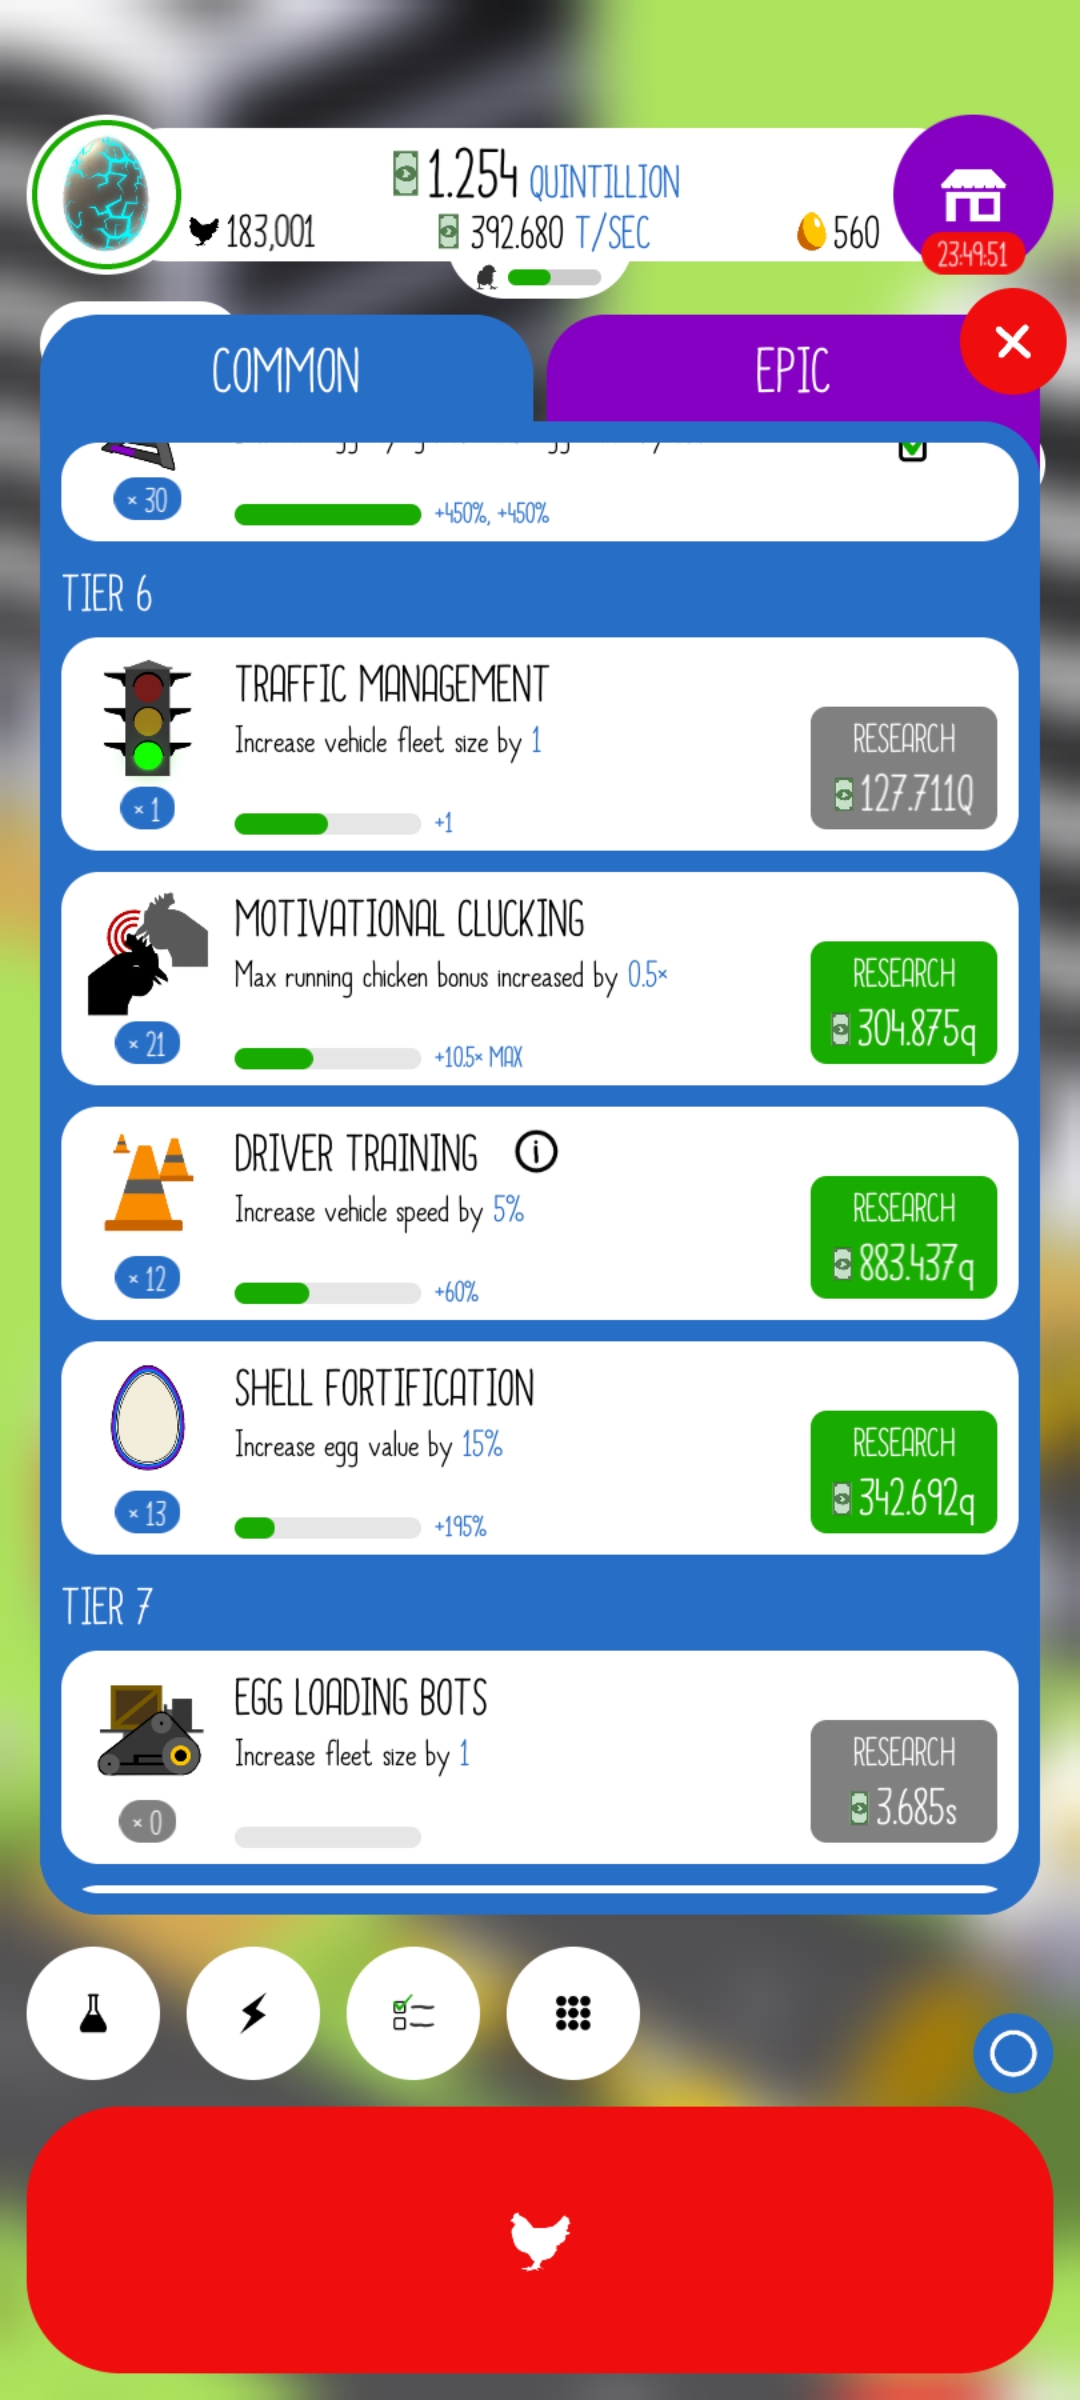 1.254 QUINTILLION
183,001
392.680 T/SEC
560
23:49:51
COMMON
EPIC
× 30
+450%, +450%
TIER 6
TRAFFIC MANAGEMENT
Increase vehicle fleet size by 1
× 1
+1
RESEARCH
127.711Q
MOTIVATIONAL CLUCKING
Max running chicken bonus increased by 0.5×
× 21
+10.5× MAX
RESEARCH
304.875q
DRIVER TRAINING i
Increase vehicle speed by 5%
× 12
+60%
RESEARCH
883.437q
SHELL FORTIFICATION
Increase egg value by 15%
× 13
+195%
RESEARCH
342.692q
TIER 7
EGG LOADING BOTS
Increase fleet size by 1
× 0
RESEARCH
3.685s